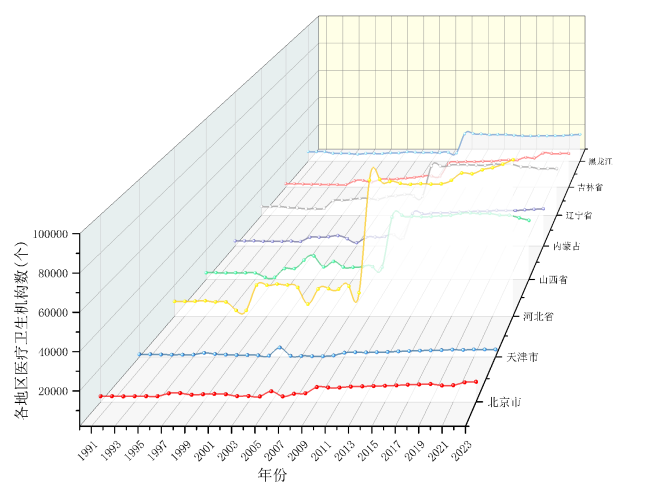 各地区医疗卫生机构数(个)
100000
80000
60000
40000
20000
1991
1993
1995
1997
1999
2001
2003
2005
2007
2009
2011
2013
2015
2017
2019
2021
2023
年份
黑龙江
吉林省
辽宁省
内蒙古
山西省
河北省
天津市
北京市